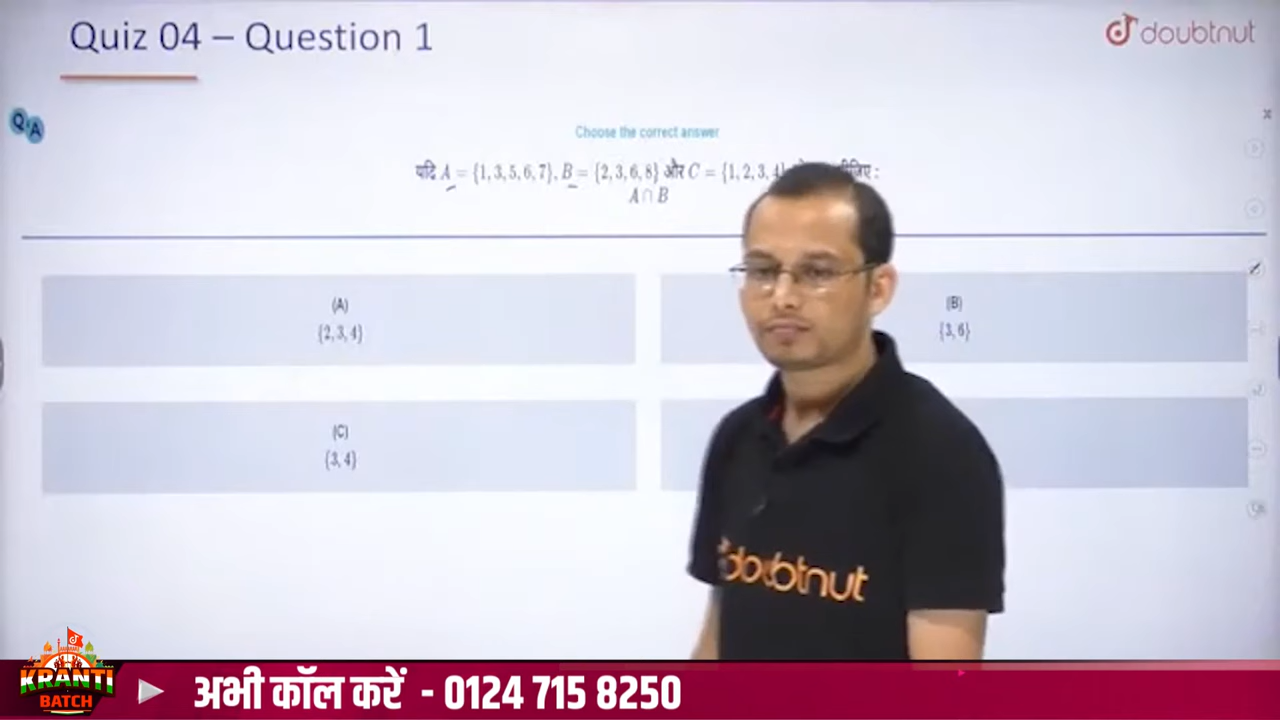 Quiz 04 – Question 1
doubtnut
Q A
Choose the correct answer
यदि A = {1, 3, 5, 6, 7}, B = {2, 3, 6, 8} और C = {1, 2, 3, 4
A ∩ B
(A)
{2, 3, 4}
(B)
{3, 6}
(C)
{3, 4}
doubtnut
KRANTI
BATCH
अभी कॉल करें - 0124 715 8250